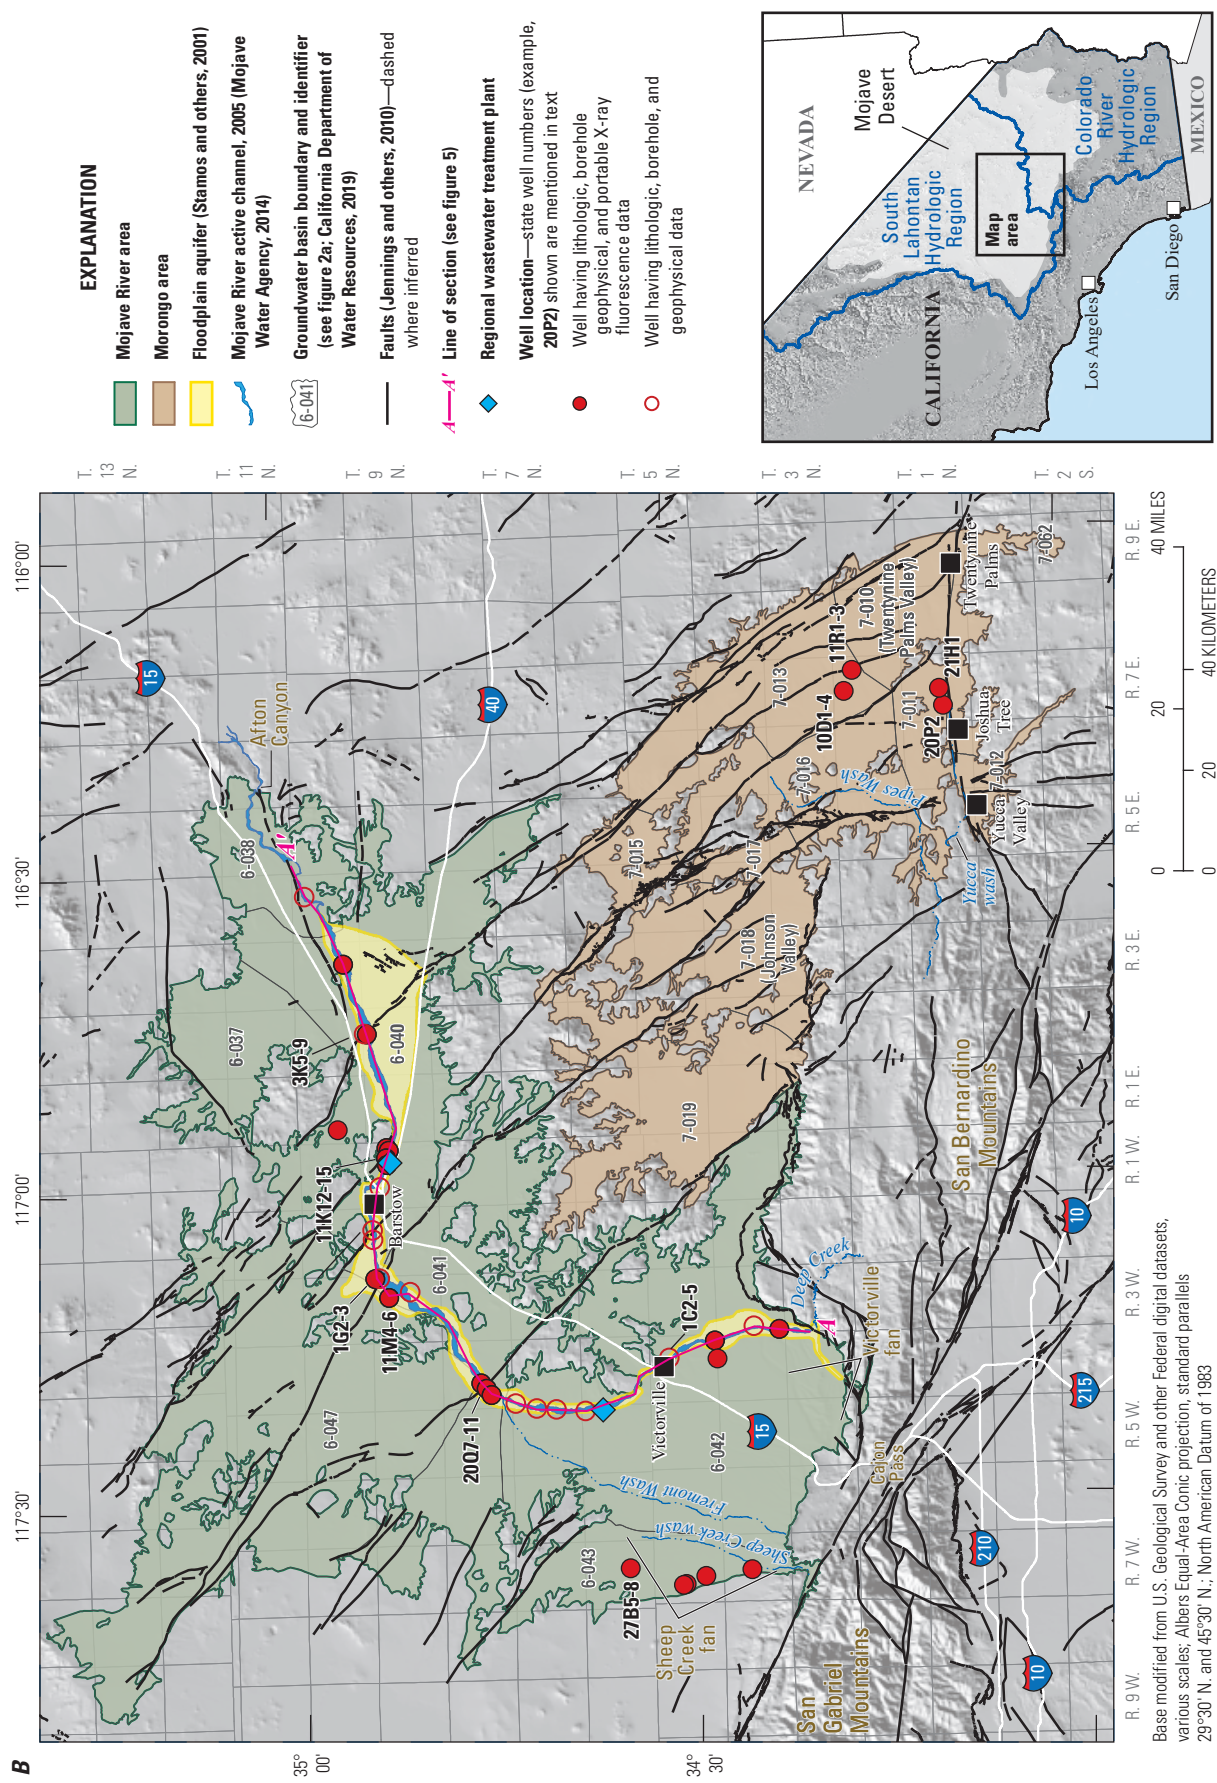 B
117°30'
117°00'
116°30'
116°00'
35°
00'
34°
30'
T.
13
N.
T.
11
N.
T.
9
N.
T.
7
N.
T.
5
N.
T.
3
N.
T.
1
N.
T.
2
S.
R. 9 W.
R. 7 W.
R. 5 W.
R. 3 W.
R. 1 W.
R. 1 E.
R. 3 E.
R. 5 E.
R. 7 E.
R. 9 E.
15
Afton
Canyon
6-038
A'
6-037
3K5-9
6-040
40
11K12-15
Barstow
1G2-3
11M4-6
6-041
6-047
20Q7-11
Victorville
1C2-5
6-042
15
Fremont Wash
Sheep Creek wash
6-043
27B5-8
Sheep
Creek
fan
Deep Creek
A
Victorville
fan
Cajon
Pass
San
Gabriel
Mountains
San Bernardino
Mountains
10
215
210
10
7-019
7-018
(Johnson
Valley)
7-017
7-015
7-016
Pipes Wash
7-013
10D1-4
11R1-3
7-010
(Twentynine
Palms Valley)
7-011
20P2
21H1
Joshua
Tree
7-012
Yucca
Valley
Yucca
wash
Twentynine
Palms
7-062
0
20
40 MILES
0
20
40 KILOMETERS
Base modified from U.S. Geological Survey and other Federal digital datasets,
various scales; Albers Equal-Area Conic projection, standard parallels
29°30' N. and 45°30' N.; North American Datum of 1983
EXPLANATION
Mojave River area
Morongo area
Floodplain aquifer (Stamos and others, 2001)
Mojave River active channel, 2005 (Mojave
Water Agency, 2014)
6-041
Groundwater basin boundary and identifier
(see figure 2a; California Department of
Water Resources, 2019)
Faults (Jennings and others, 2010)—dashed
where inferred
A—A' Line of section (see figure 5)
Regional wastewater treatment plant
Well location—state well numbers (example,
20P2) shown are mentioned in text
Well having lithologic, borehole
geophysical, and portable X-ray
fluorescence data
Well having lithologic, borehole, and
geophysical data
NEVADA
Mojave
Desert
South
Lahontan
Hydrologic
Region
Map
area
Colorado
River
Hydrologic
Region
CALIFORNIA
Los Angeles
San Diego
MEXICO